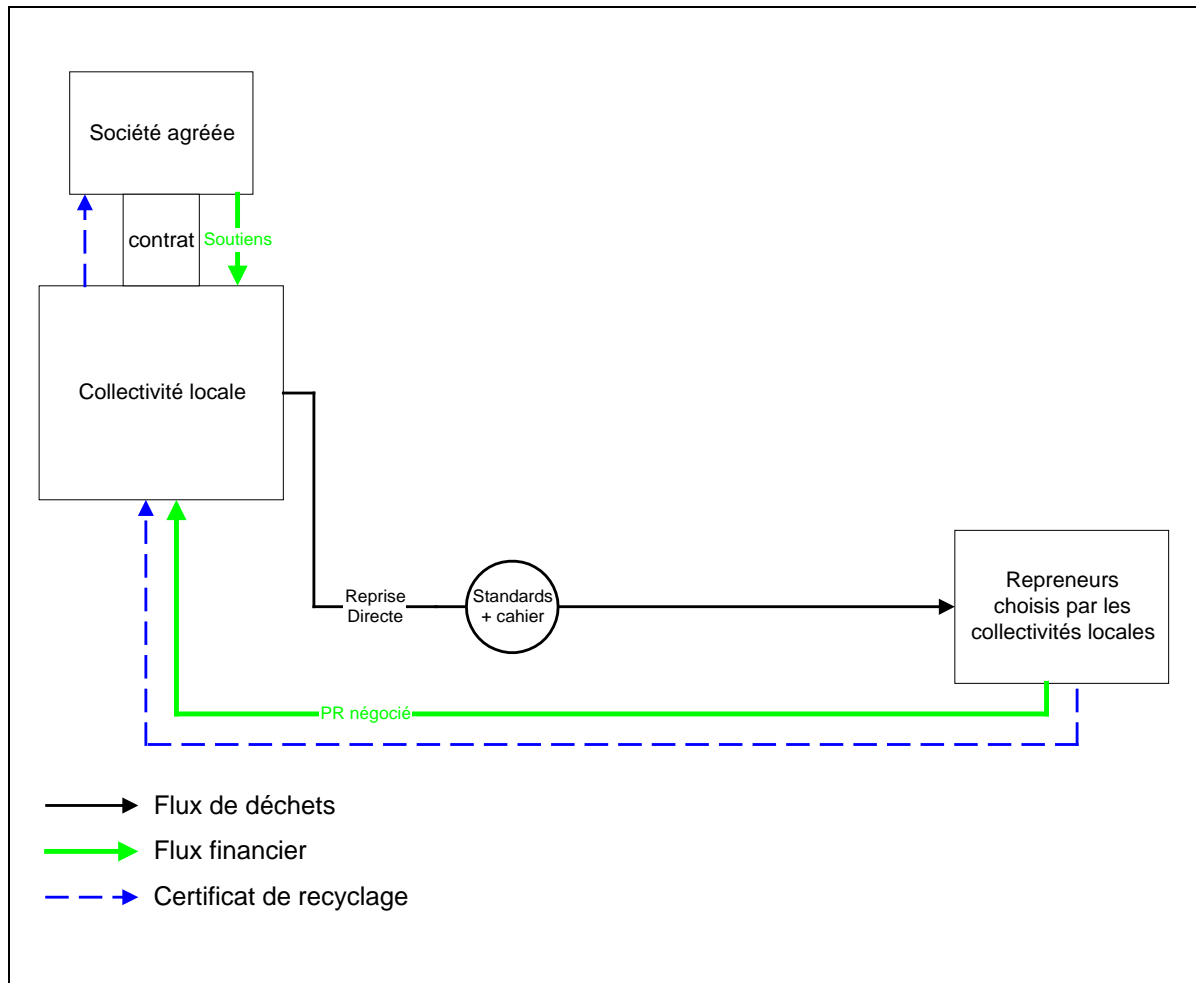 Société agréée
contrat
Soutiens
Collectivité locale
Reprise
Directe
Standards
+ cahier
Repreneurs
choisis par les
collectivités locales
PR négocié
Flux de déchets
Flux financier
Certificat de recyclage